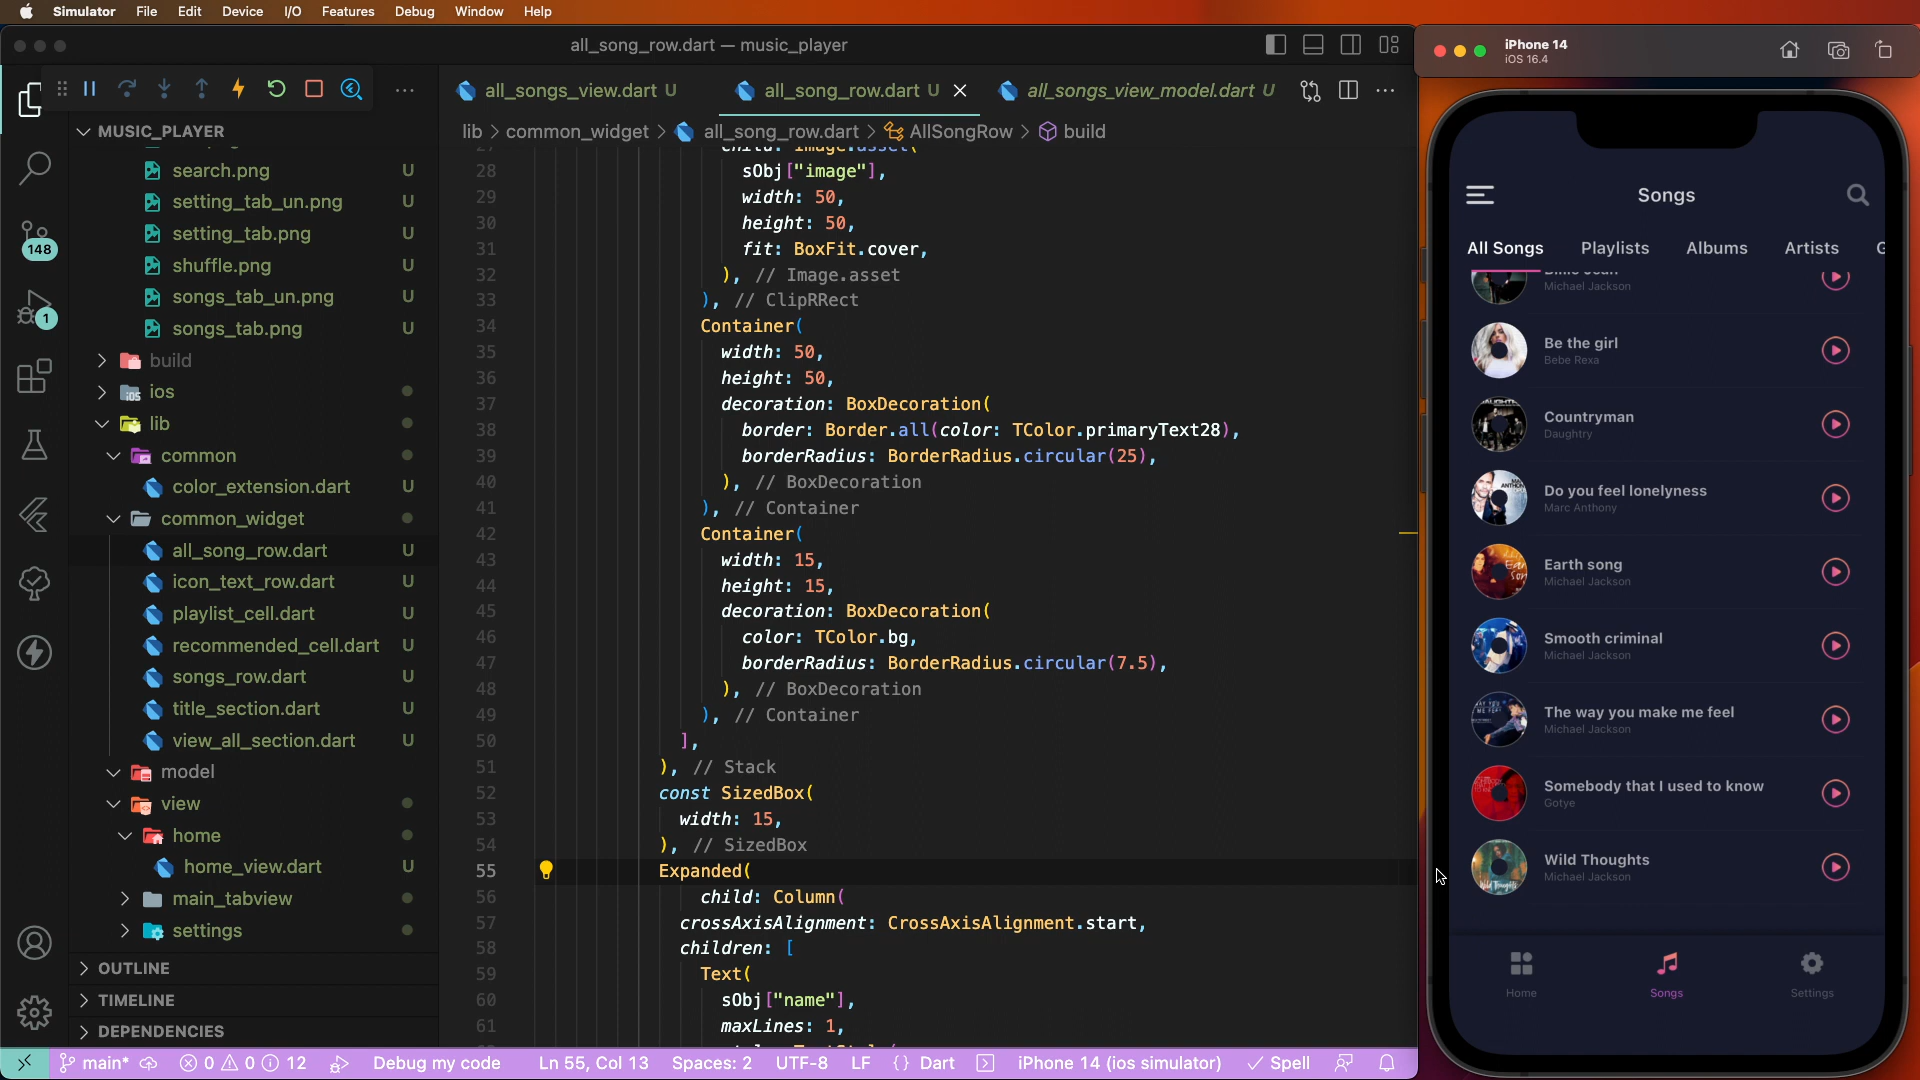 Simulator File Edit Device I/O Features Debug Window Help
all_song_row.dart — music_player
all_songs_view.dart U
all_song_row.dart U
all_songs_view_model.dart U
lib > common_widget > all_song_row.dart > AllSongRow > build
MUSIC_PLAYER
search.png U
setting_tab_un.png U
setting_tab.png U
shuffle.png U
songs_tab_un.png U
songs_tab.png U
build
ios
lib
common
color_extension.dart U
common_widget
all_song_row.dart U
icon_text_row.dart U
playlist_cell.dart U
recommended_cell.dart U
songs_row.dart U
title_section.dart U
view_all_section.dart U
model
view
home
home_view.dart U
main_tabview
settings
OUTLINE
TIMELINE
DEPENDENCIES
148
1
27 child: Image.asset(
28 sObj["image"],
29 width: 50,
30 height: 50,
31 fit: BoxFit.cover,
32 ), // Image.asset
33 ), // ClipRRect
34 Container(
35 width: 50,
36 height: 50,
37 decoration: BoxDecoration(
38 border: Border.all(color: TColor.primaryText28),
39 borderRadius: BorderRadius.circular(25),
40 ), // BoxDecoration
41 ), // Container
42 Container(
43 width: 15,
44 height: 15,
45 decoration: BoxDecoration(
46 color: TColor.bg,
47 borderRadius: BorderRadius.circular(7.5),
48 ), // BoxDecoration
49 ), // Container
50 ],
51 ), // Stack
52 const SizedBox(
53 width: 15,
54 ), // SizedBox
55 Expanded(
56 child: Column(
57 crossAxisAlignment: CrossAxisAlignment.start,
58 children: [
59 Text(
60 sObj["name"],
61 maxLines: 1,
main* 0 0 12 Debug my code Ln 55, Col 13 Spaces: 2 UTF-8 LF {} Dart iPhone 14 (ios simulator) Spell
iPhone 14
iOS 16.4
Songs
All Songs Playlists Albums Artists G
Billie Jean
Michael Jackson
Be the girl
Bebe Rexa
Countryman
Daughtry
Do you feel lonelyness
Marc Anthony
Earth song
Michael Jackson
Smooth criminal
Michael Jackson
The way you make me feel
Michael Jackson
Somebody that I used to know
Gotye
Wild Thoughts
Michael Jackson
Home Songs Settings